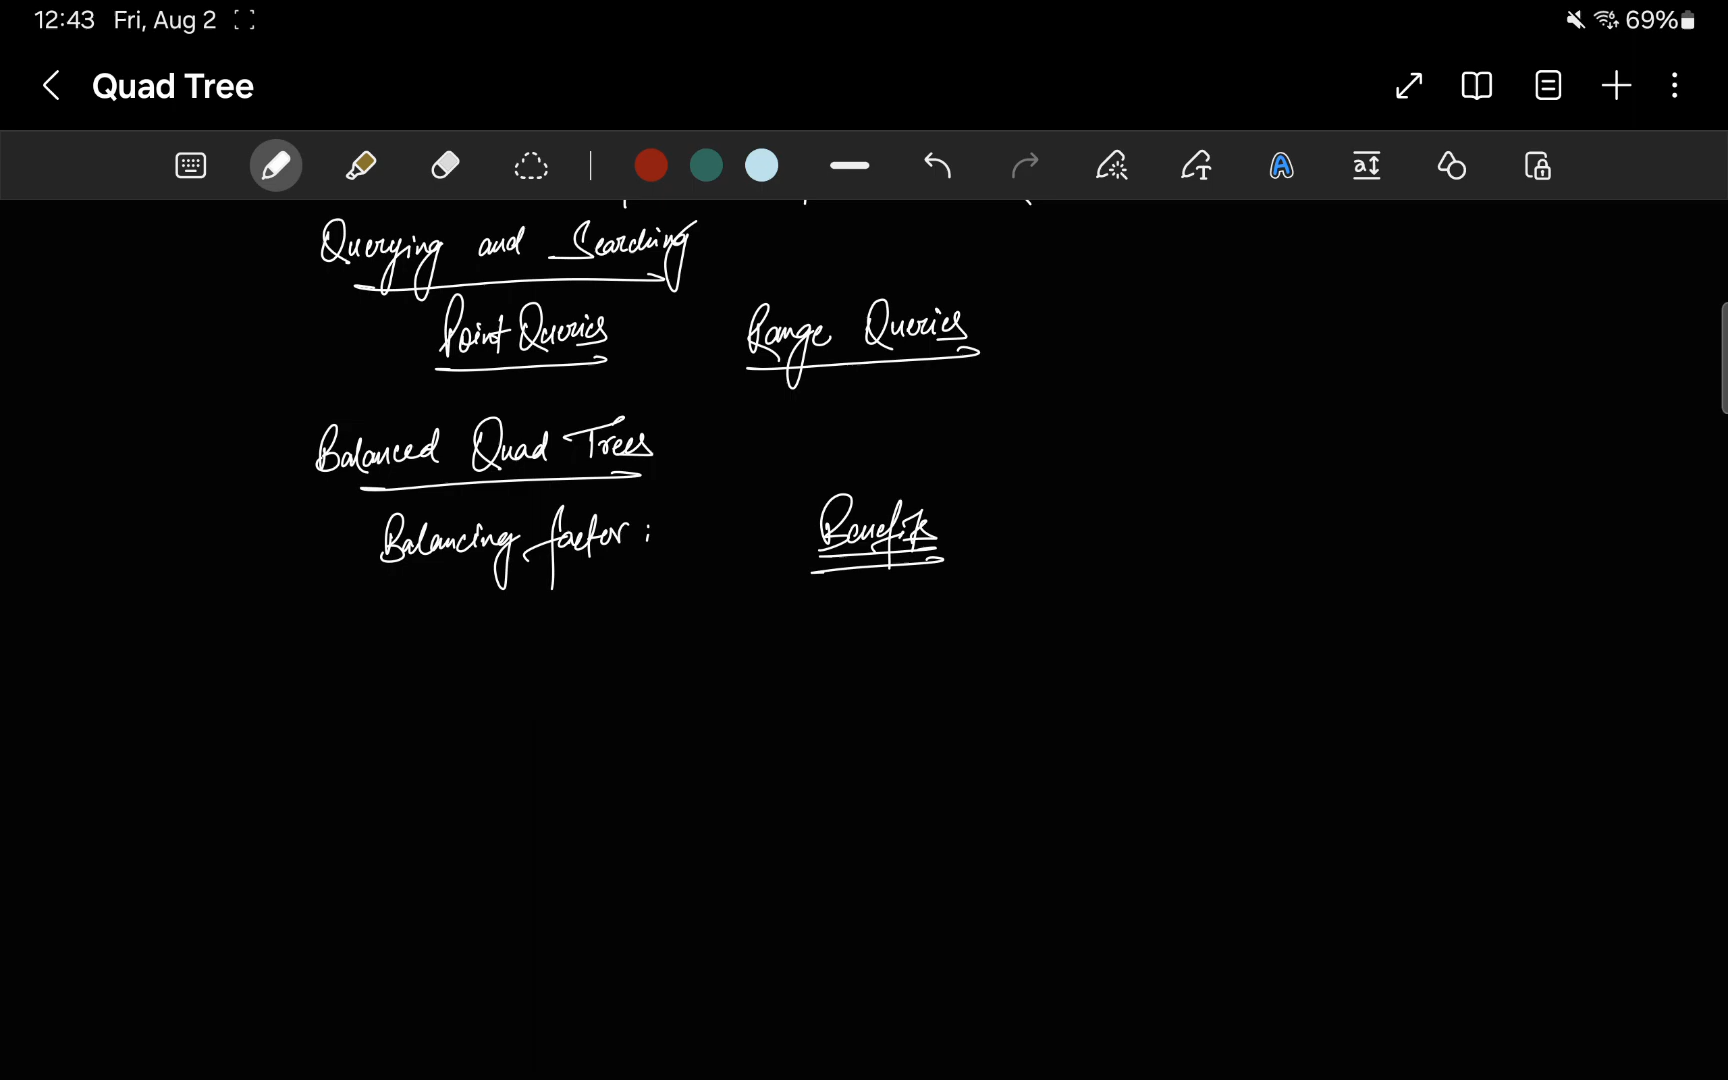 12:43 Fri, Aug 2 69%
Quad Tree
Querying and Searching
Point Queries Range Queries
Balanced Quad Trees
Balancing factor : Benefits